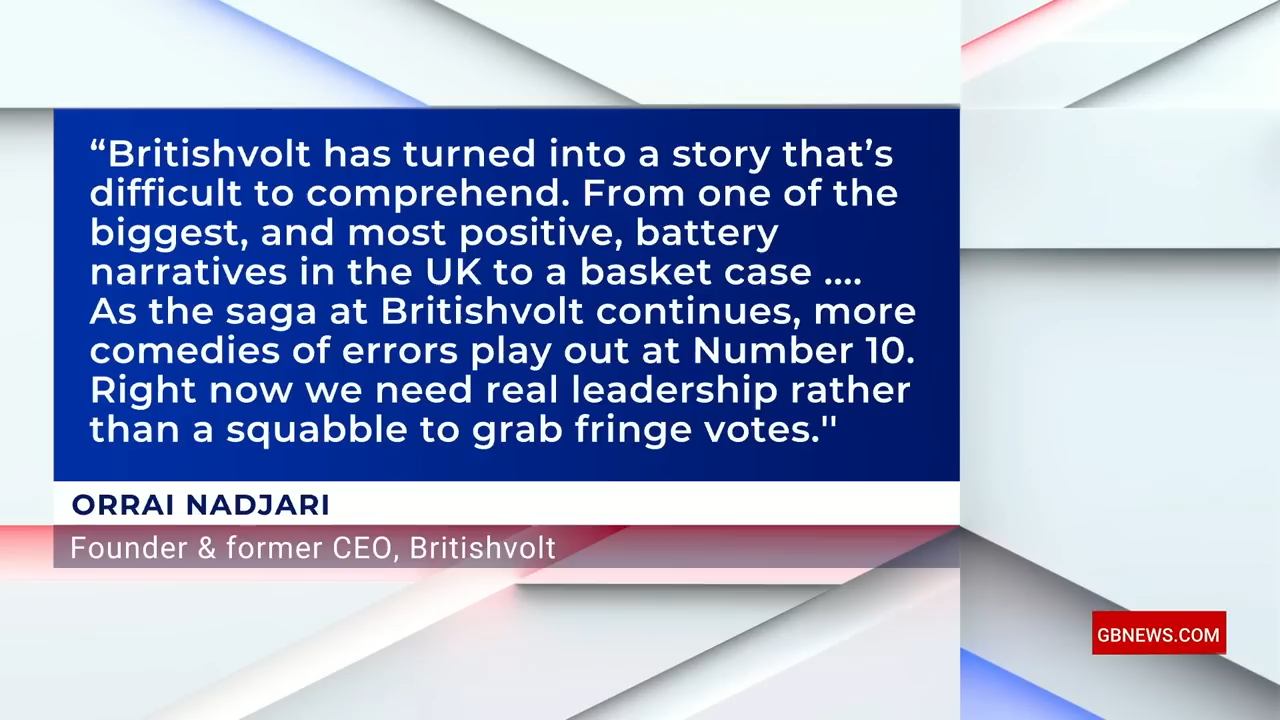 “Britishvolt has turned into a story that’s
difficult to comprehend. From one of the
biggest, and most positive, battery
narratives in the UK to a basket case ....
As the saga at Britishvolt continues, more
comedies of errors play out at Number 10.
Right now we need real leadership rather
than a squabble to grab fringe votes."
ORRAI NADJARI
Founder & former CEO, Britishvolt
GBNEWS.COM